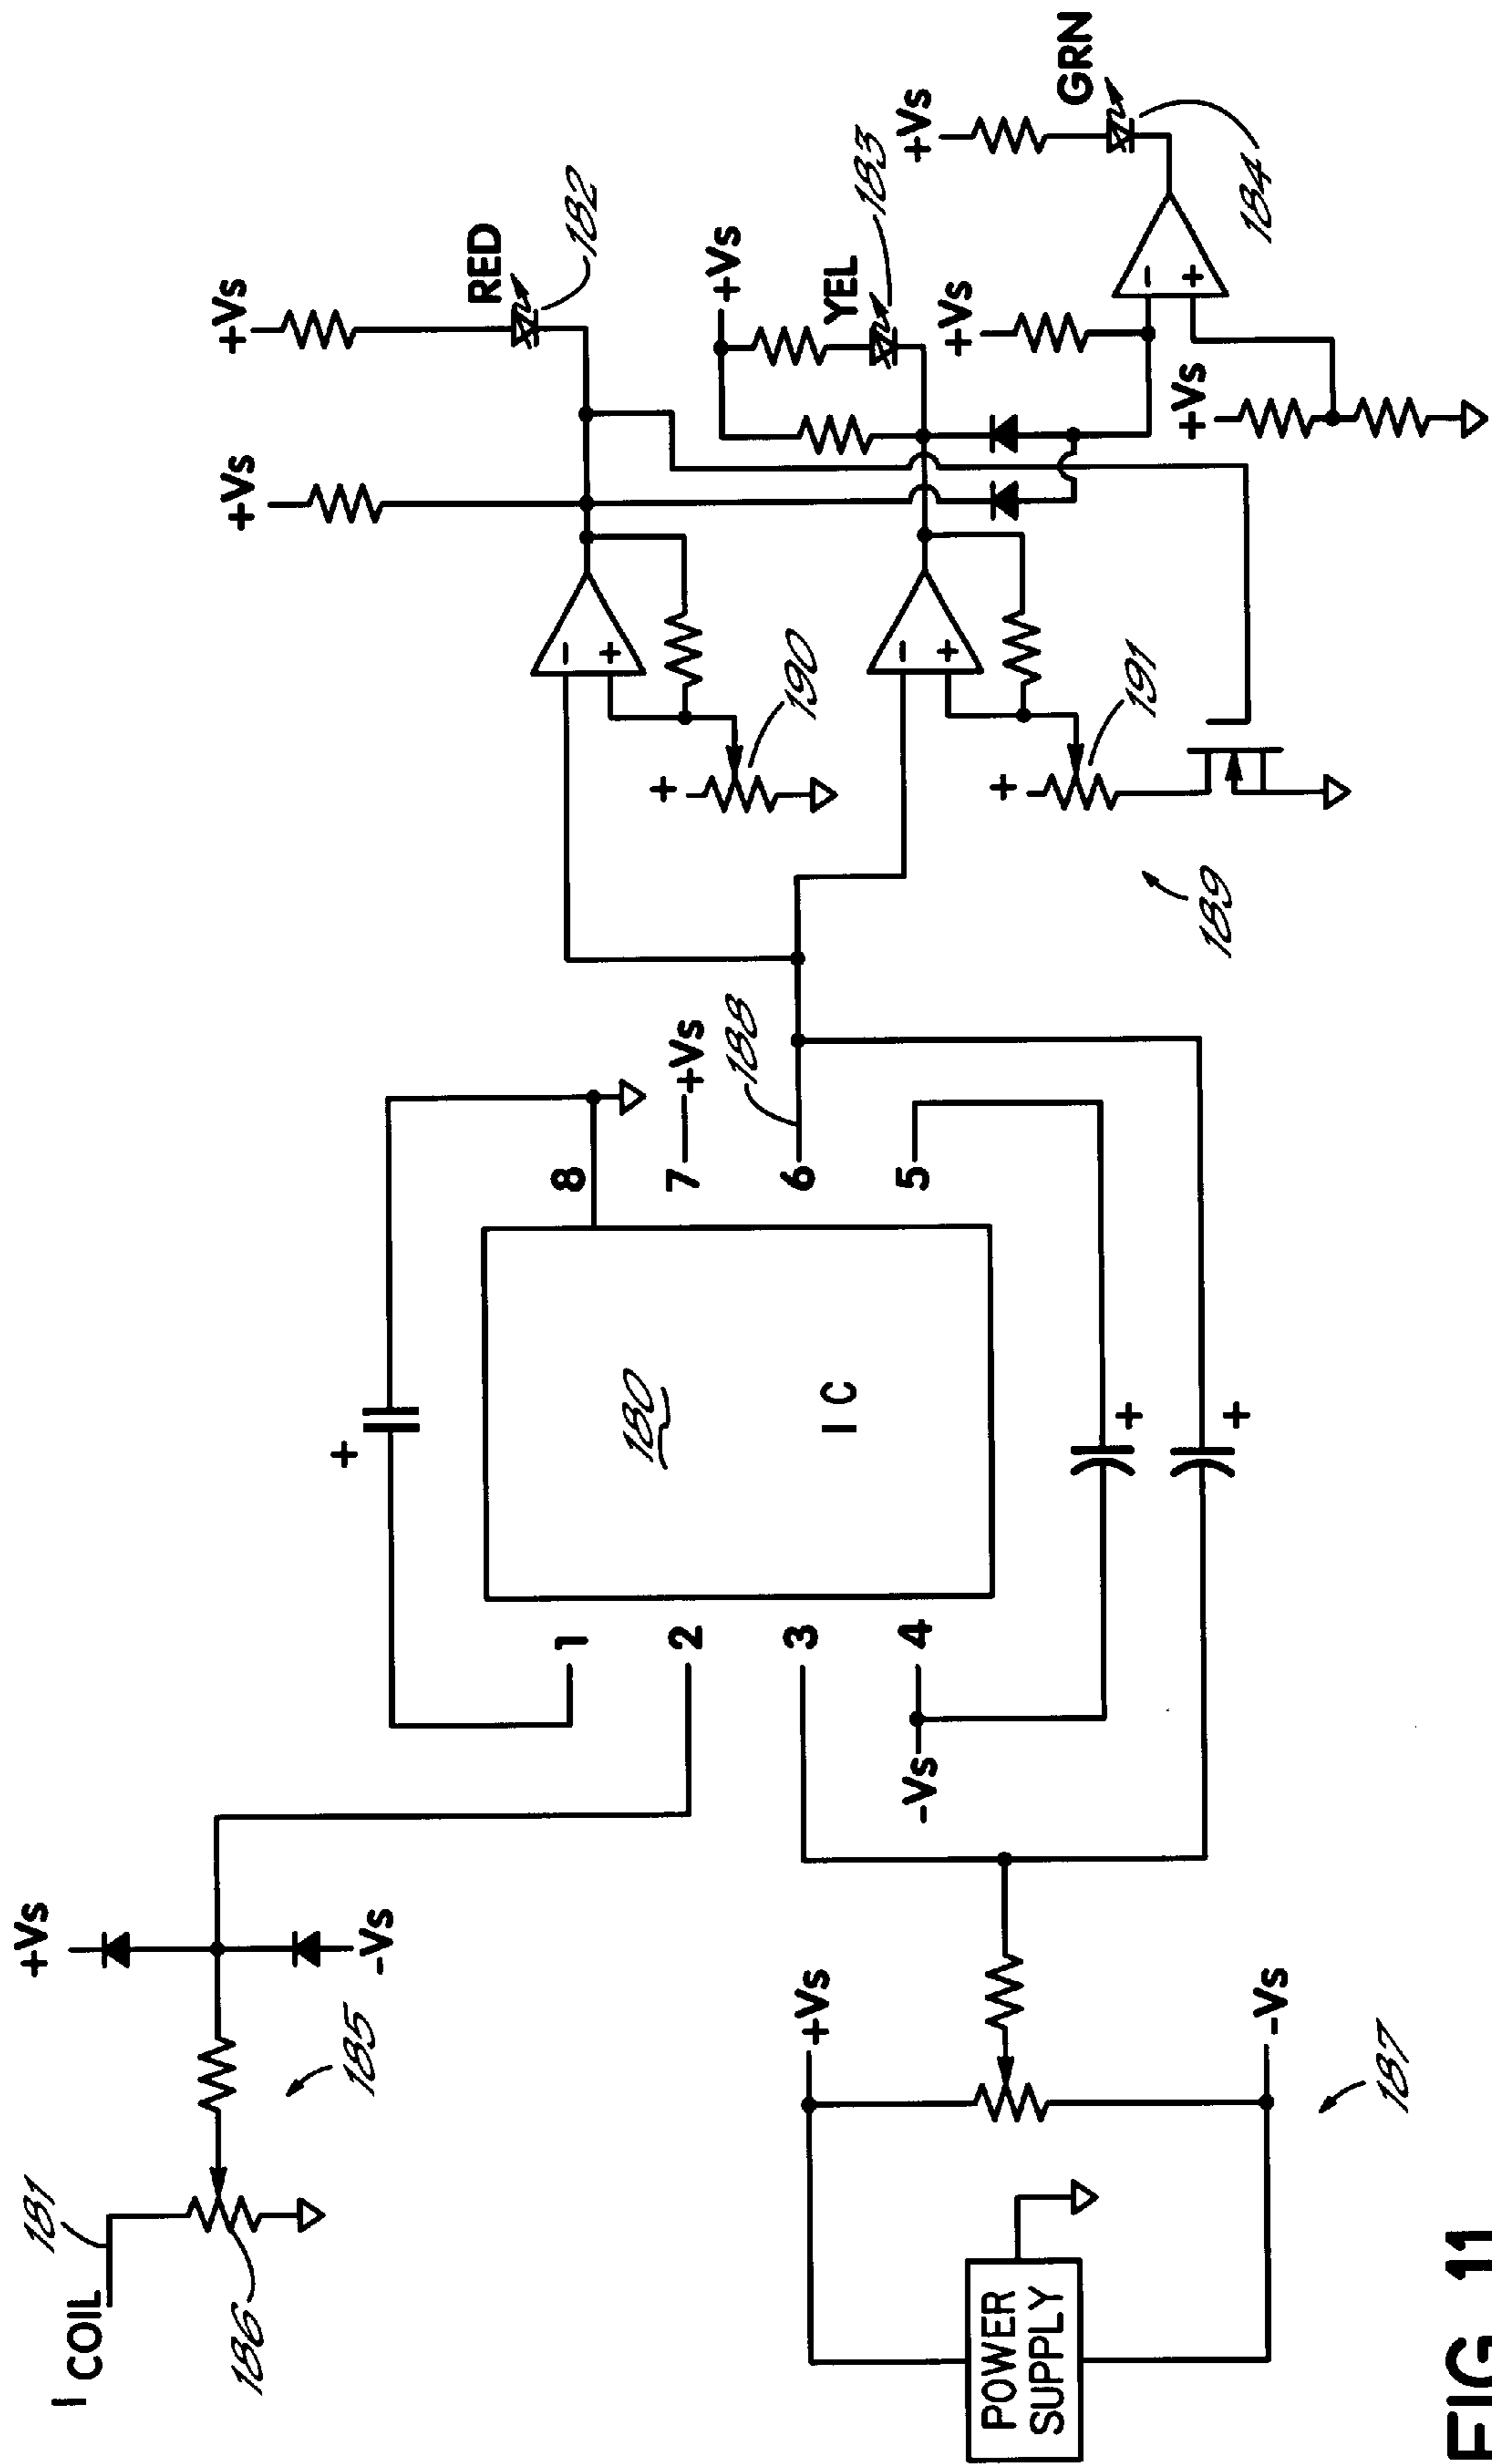 I COIL
181
186
+Vs
-Vs
185
POWER
SUPPLY
+Vs
-Vs
187
1
2
3
4
-Vs
+
180
I C
+
+
8
7
+Vs
6
5
188
+
190
+
191
189
-
+
-
+
+Vs
+Vs
RED
182
+Vs
YEL
183
+Vs
+Vs
-
+
+Vs
GRN
184
FIG. 11